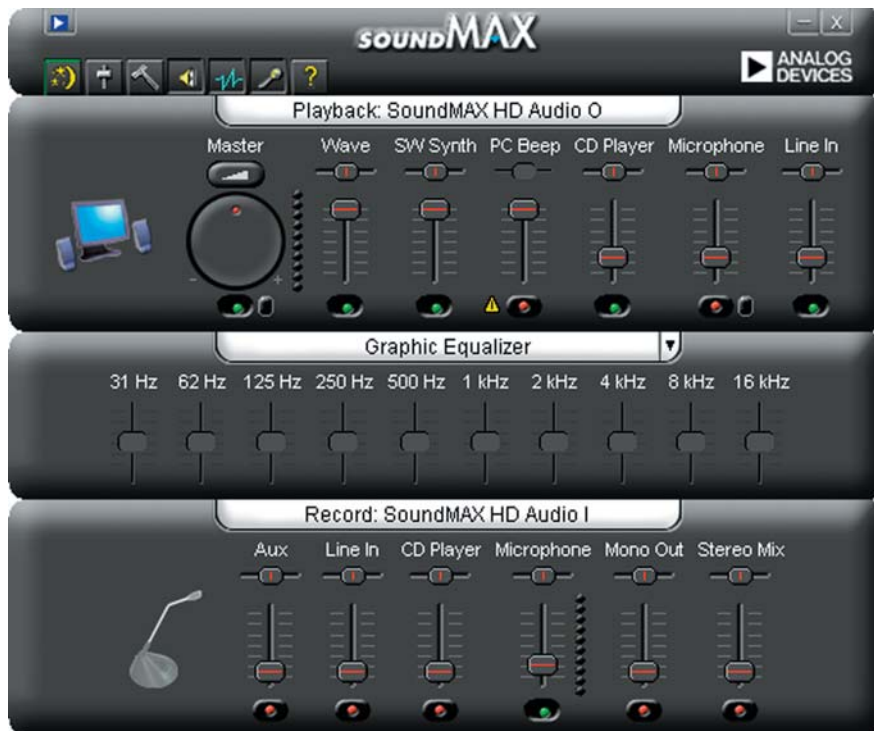 SOUNDMAX
ANALOG
DEVICES
?
Playback: SoundMAX HD Audio O
Master Wave SW Synth PC Beep CD Player Microphone Line In
- +
Graphic Equalizer
31 Hz 62 Hz 125 Hz 250 Hz 500 Hz 1 kHz 2 kHz 4 kHz 8 kHz 16 kHz
Record: SoundMAX HD Audio I
Aux Line In CD Player Microphone Mono Out Stereo Mix